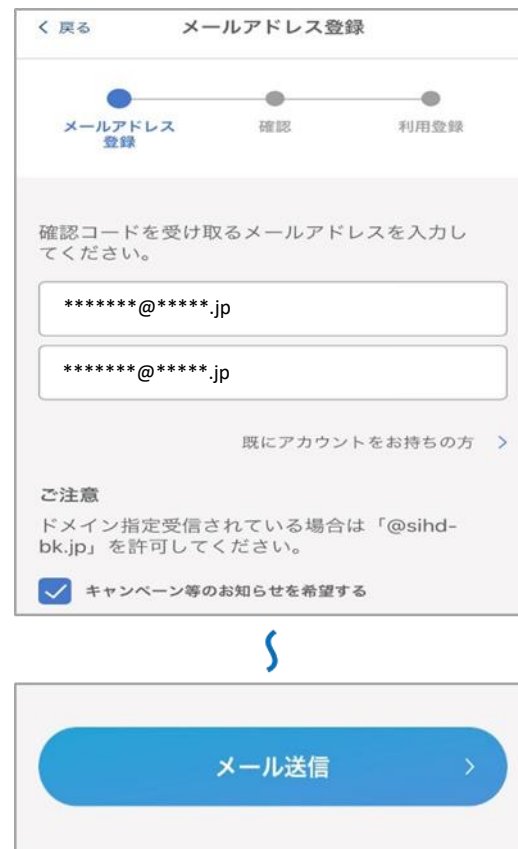 戻る メールアドレス登録
メールアドレス
登録 確認 利用登録
確認コードを受け取るメールアドレスを入力し
てください。
*******@*****.jp
*******@*****.jp
既にアカウントをお持ちの方
ご注意
ドメイン指定受信されている場合は「@sihd-
bk.jp」を許可してください。
キャンペーン等のお知らせを希望する
メール送信